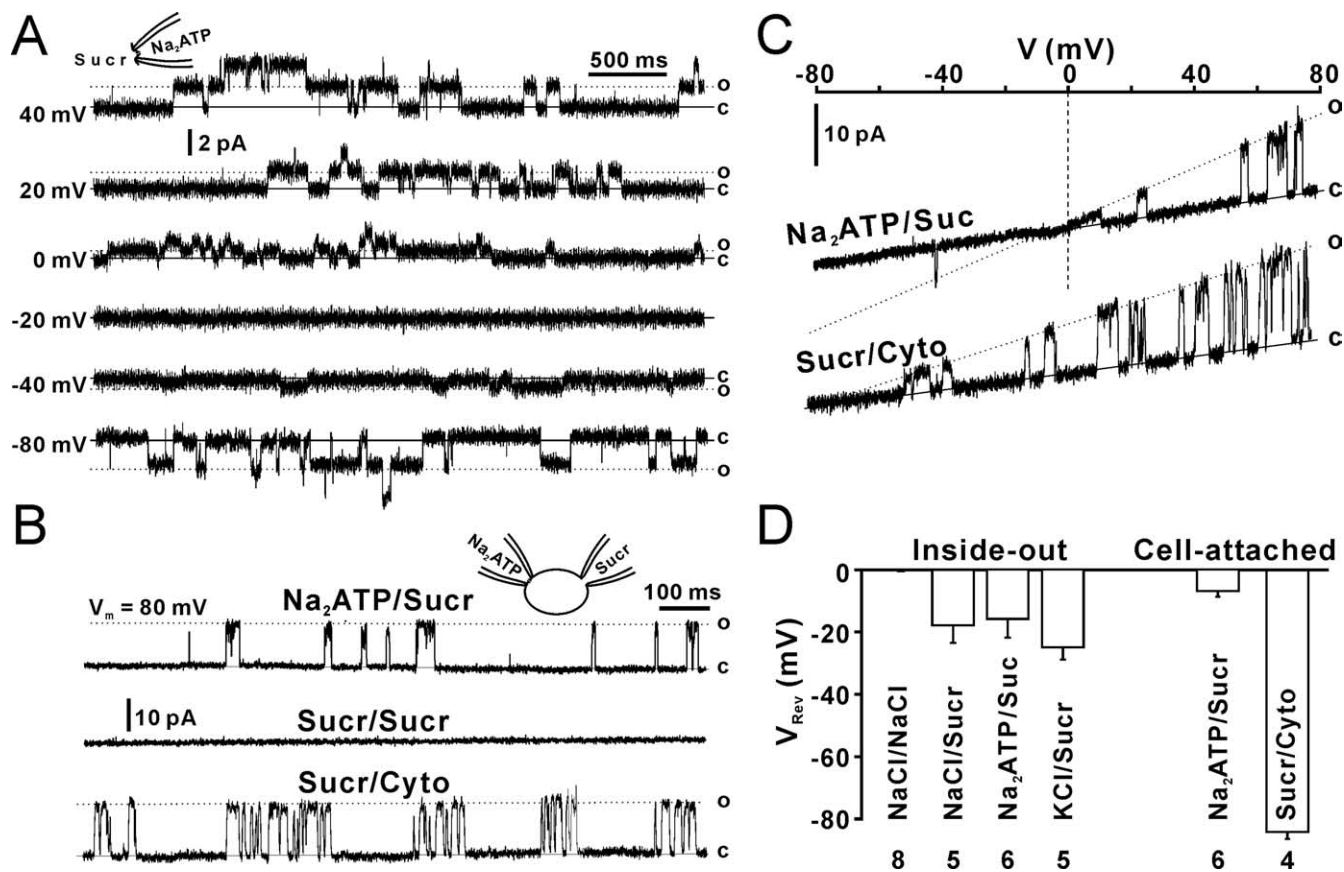 A
Sucr
Na₂ATP
500 ms
o
40 mV
c
2 pA
o
20 mV
c
o
0 mV
c
-20 mV
-40 mV
c
o
-80 mV
c
o
B
Na₂ATP
Sucr
100 ms
Vm = 80 mV
Na₂ATP/Sucr
o
c
10 pA
Sucr/Sucr
Sucr/Cyto
o
c
C
V (mV)
-80 -40 0 40 80
10 pA
o
Na₂ATP/Suc
c
o
Sucr/Cyto
c
D
Inside-out
Cell-attached
VRev (mV)
0
-20
-40
-60
-80
NaCl/NaCl
NaCl/Sucr
Na₂ATP/Suc
KCl/Sucr
Na₂ATP/Sucr
Sucr/Cyto
8 5 6 5 6 4